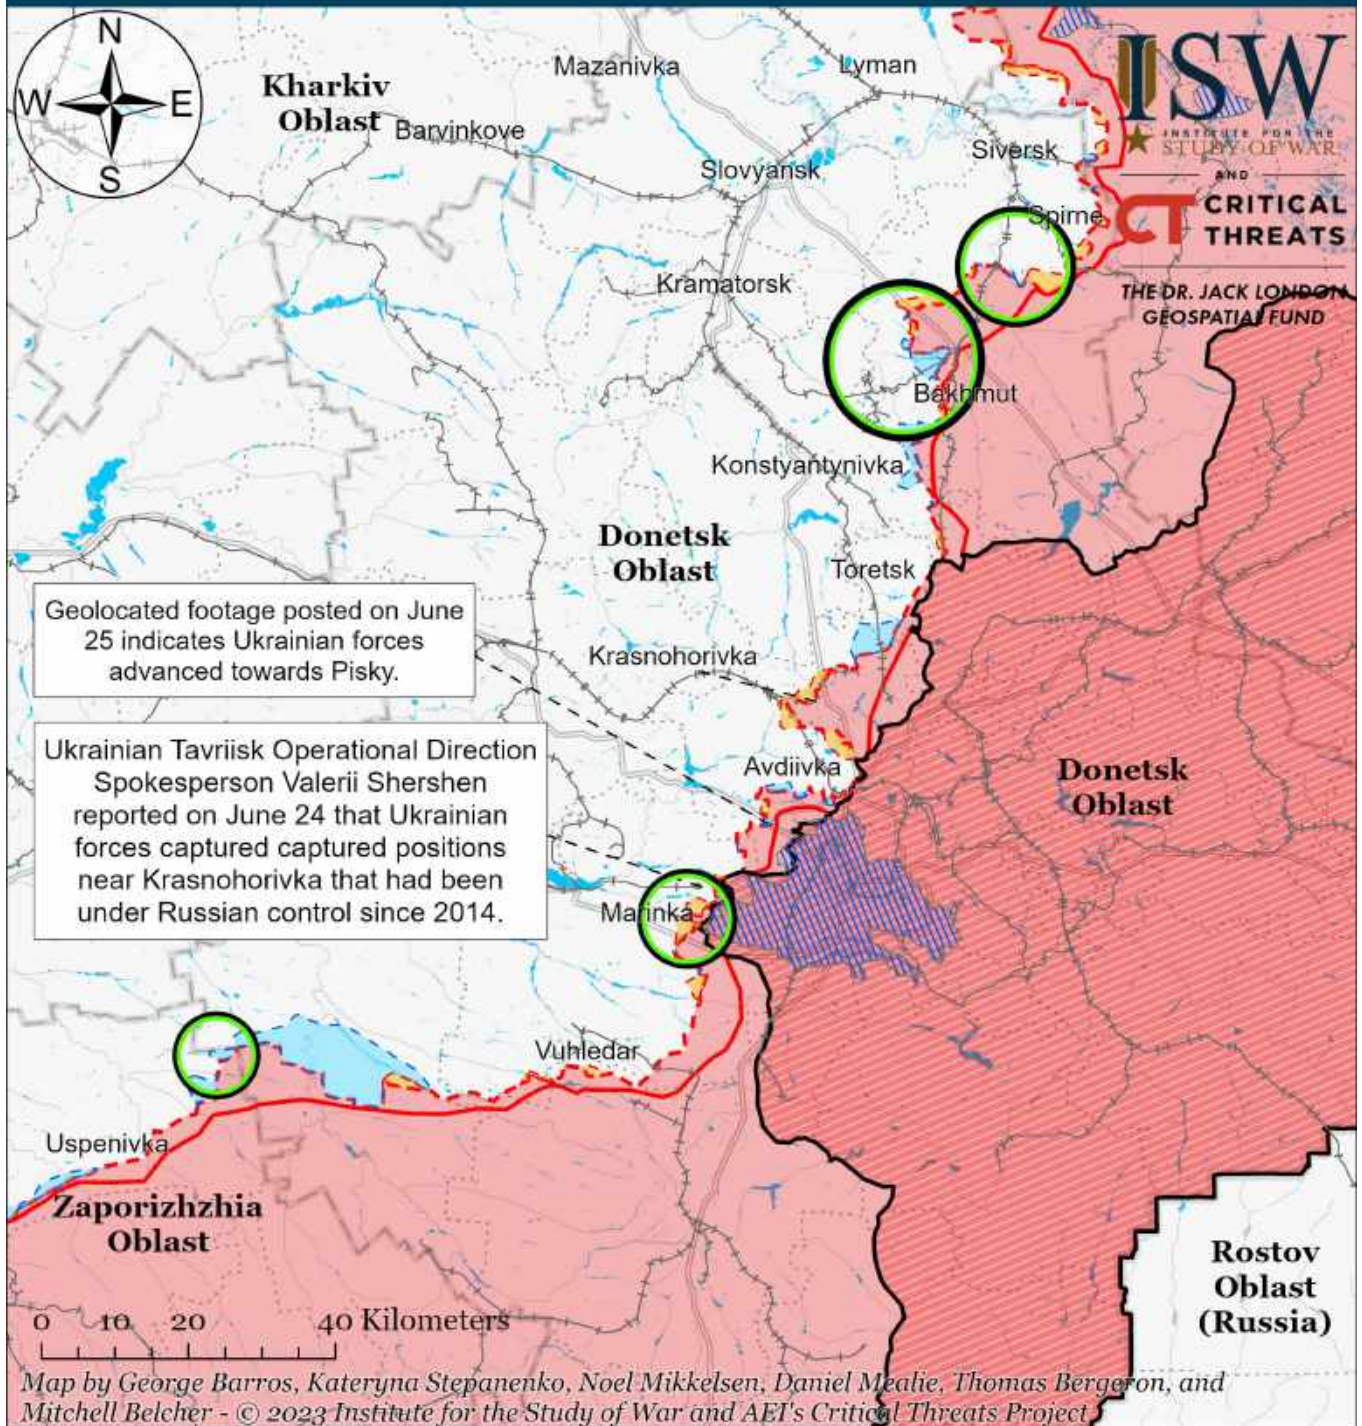 N
W E
S
Kharkiv
Oblast
Mazanivka
Lyman
Barvinkove
Slovyansk
Siversk
Spirne
ISW
INSTITUTE FOR THE
STUDY OF WAR
AND
CT CRITICAL
THREATS
THE DR. JACK LONDON
GEOSPATIAL FUND
Kramatorsk
Bakhmut
Konstyantynivka
Donetsk
Oblast
Toretsk
Geolocated footage posted on June
25 indicates Ukrainian forces
advanced towards Pisky.
Krasnohorivka
Ukrainian Tavriisk Operational Direction
Spokesperson Valerii Shershen
reported on June 24 that Ukrainian
forces captured captured positions
near Krasnohorivka that had been
under Russian control since 2014.
Avdiivka
Donetsk
Oblast
Marinka
Vuhledar
Uspenivka
Zaporizhzhia
Oblast
Rostov
Oblast
(Russia)
0 10 20 40 Kilometers
Map by George Barros, Kateryna Stepanenko, Noel Mikkelsen, Daniel Mealie, Thomas Bergeron, and
Mitchell Belcher - © 2023 Institute for the Study of War and AEI's Critical Threats Project